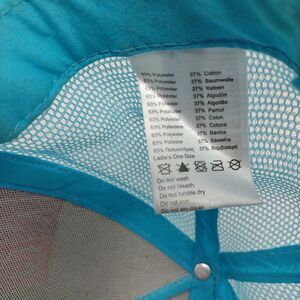 63% Polyester 37% Cotton
63% Polyester 37% Baumwolle
63% Polyester 37% Katoen
63% Poliéster 37% Algodón
63% Poliéster 37% Algodão
63% Poliestere 37% Pamut
63% Polyester 37% Coton
63% Poliestere 37% Cotone
63% Polyester 37% Bavlna
63% Poliester 37% Bawełna
63% Πολυεστέρας 37% Βαμβακερό
Ladie's One Size
Do not wash
Do not bleach.
Do not tumble dry
Do not iron
Do not dry clean